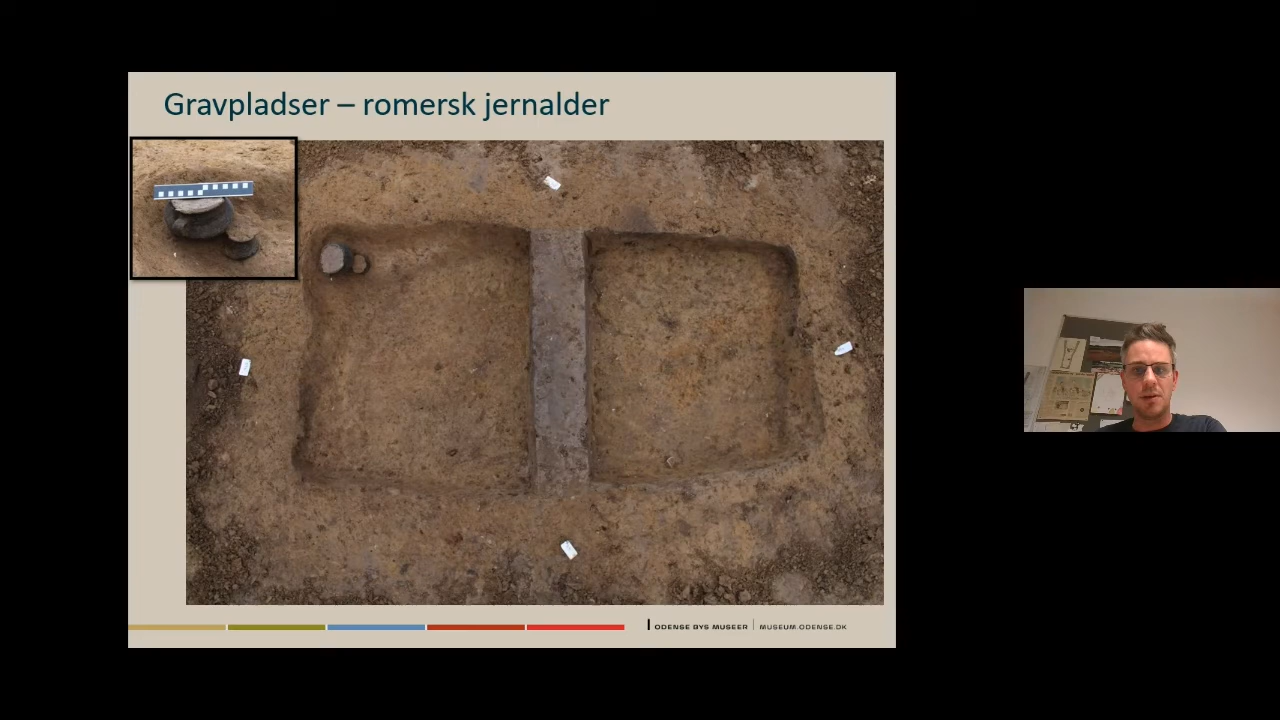 Gravpladser – romersk jernalder
ODENSE BYS MUSEER | MUSEUM.ODENSE.DK